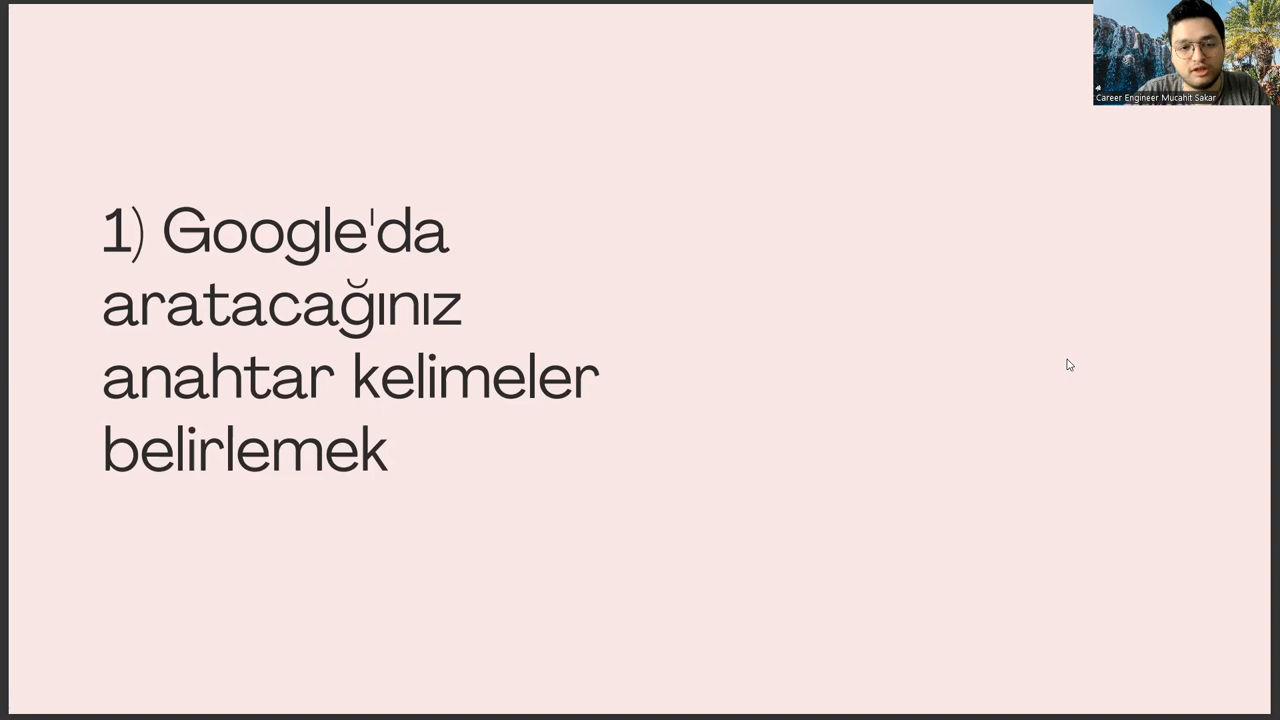 Career Engineer Mucahit Sakar
1) Google'da
aratacağınız
anahtar kelimeler
belirlemek